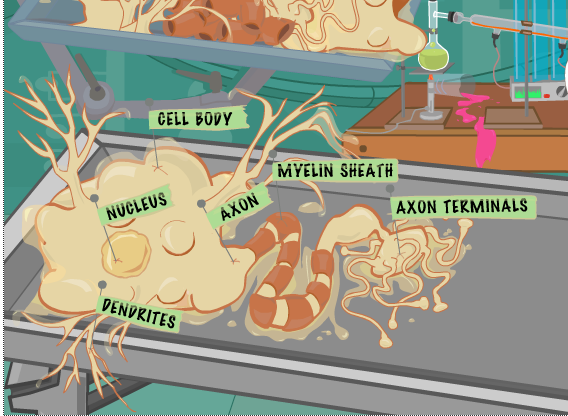 CELL BODY
MYELIN SHEATH
NUCLEUS
AXON
AXON TERMINALS
DENDRITES